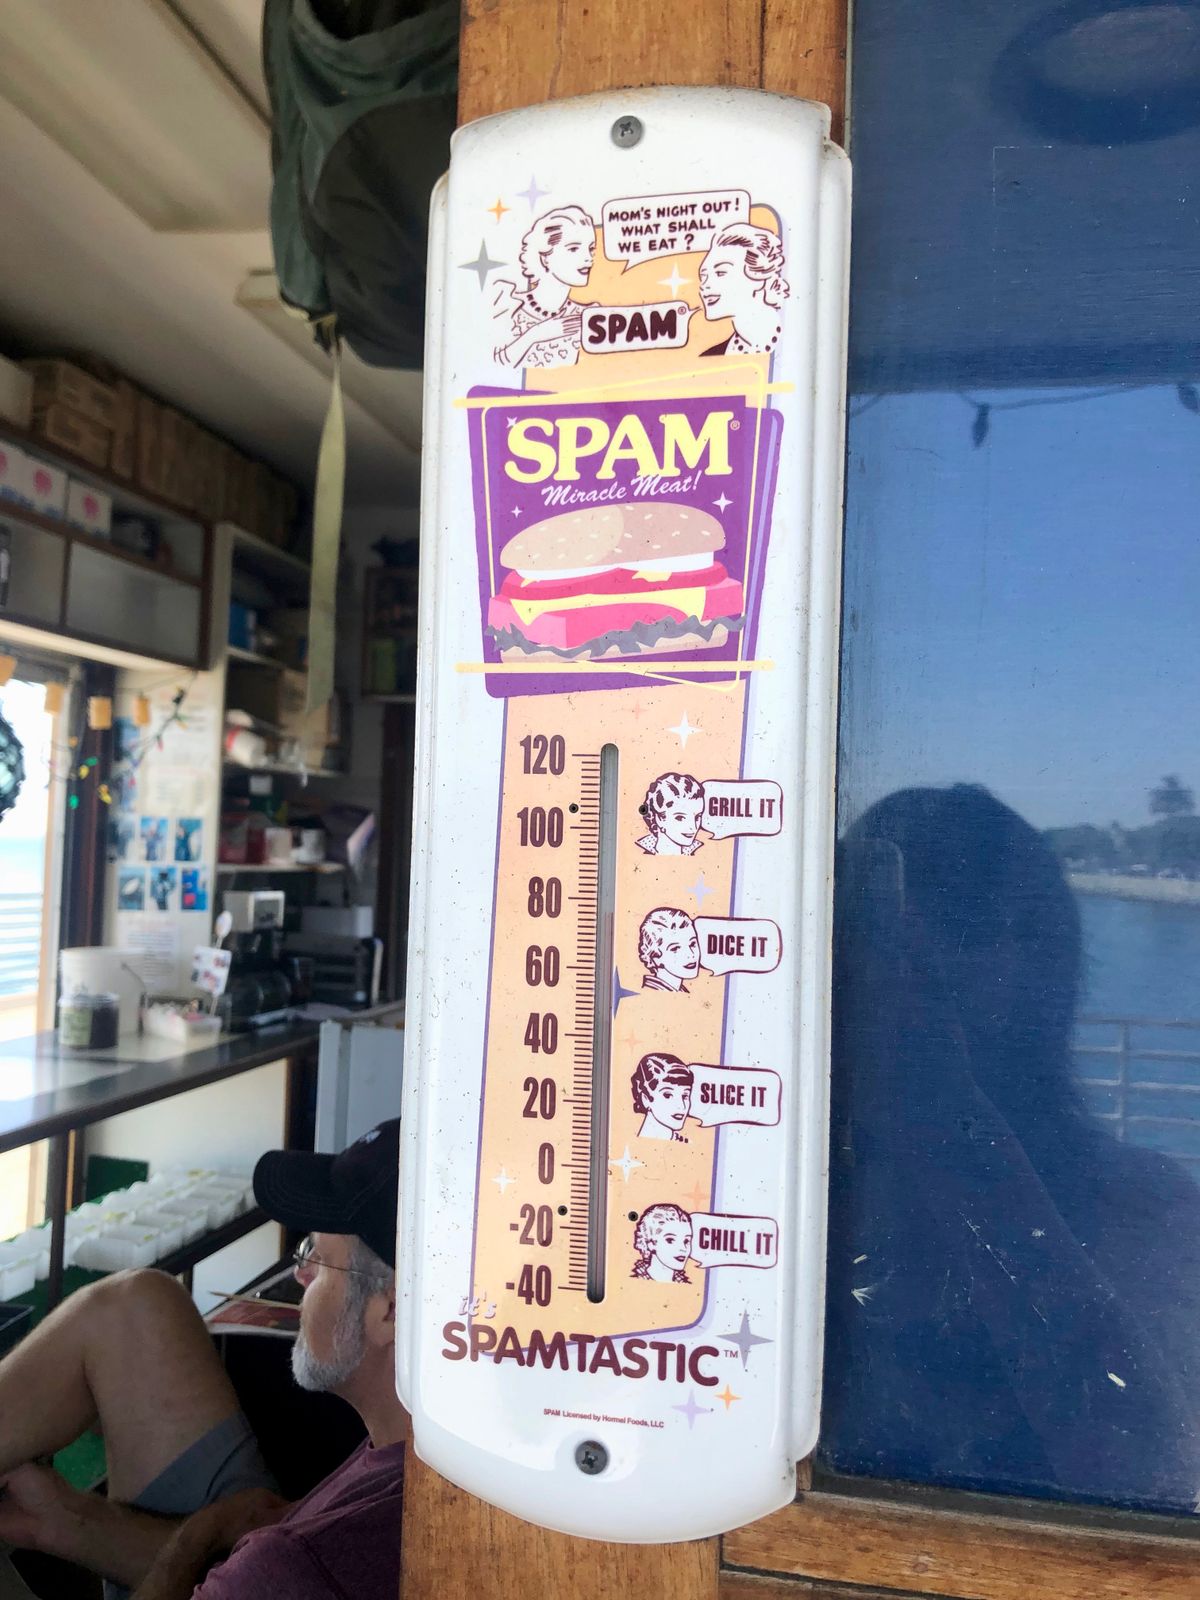 MOM'S NIGHT OUT!
WHAT SHALL
WE EAT?
SPAM®
SPAM®
Miracle Meat!
120
100
80
60
40
20
0
-20
-40
GRILL IT
DICE IT
SLICE IT
CHILL IT
it's
SPAMTASTIC™
SPAM Licensed by Hormel Foods, LLC